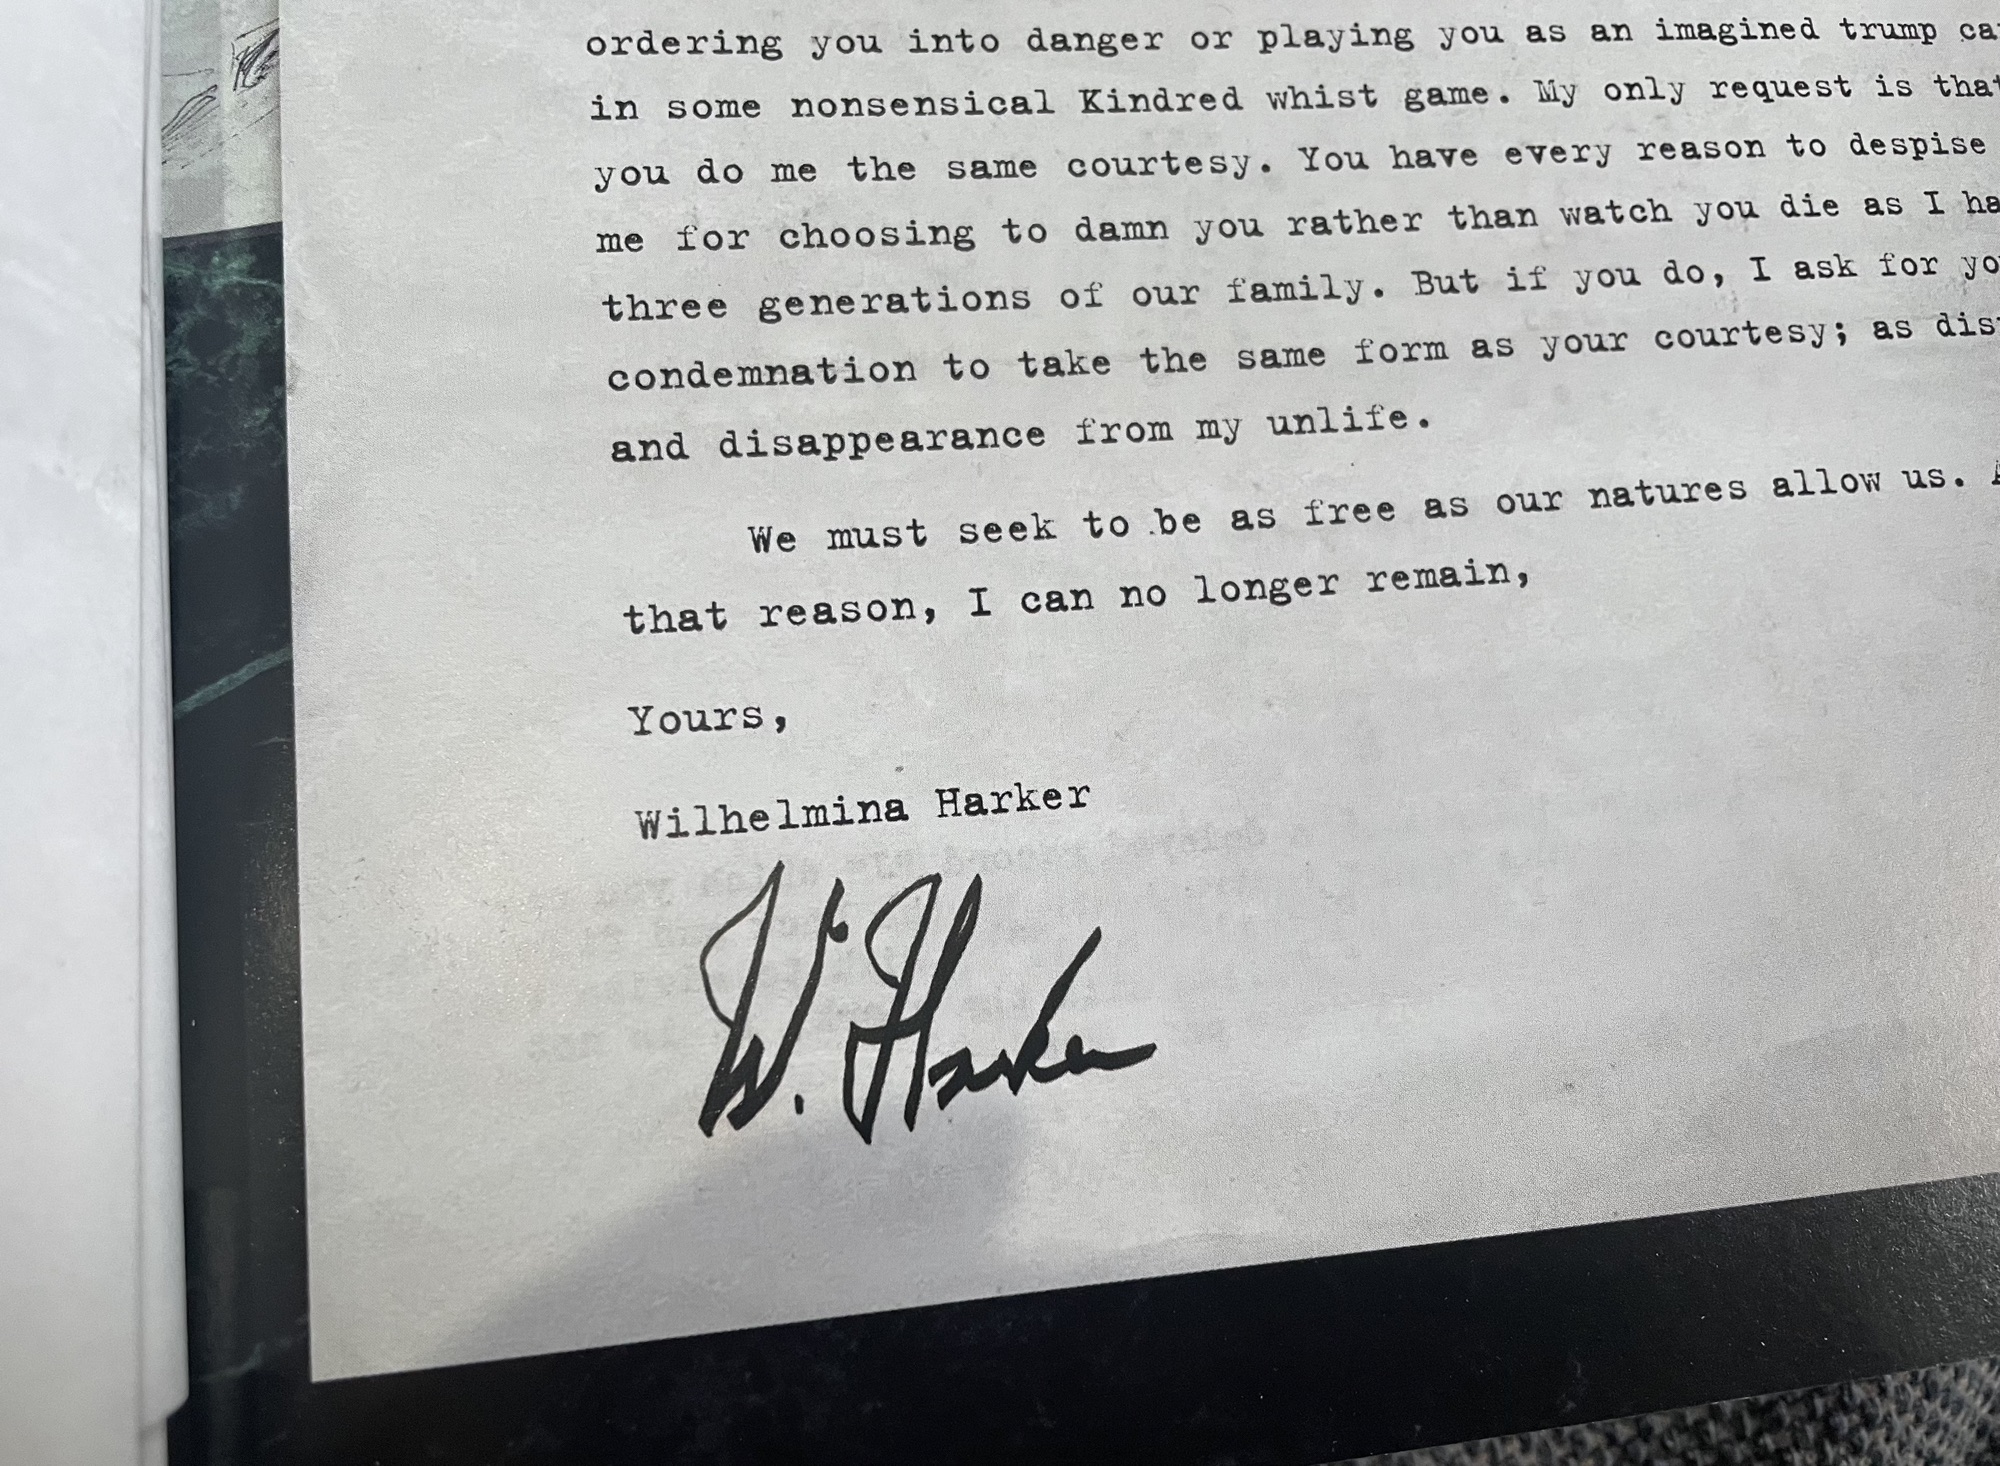 ordering you into danger or playing you as an imagined trump
in some nonsensical Kindred whist game. My only request is that
you do me the same courtesy. You have every reason to despise
me for choosing to damn you rather than watch you die as I
three generations of our family. But if you do, I ask for
condemnation to take the same form as your courtesy; as
and disappearance from my unlife.
We must seek to be as free as our natures allow us.
that reason, I can no longer remain,
Yours,
Wilhelmina Harker
W. Harker